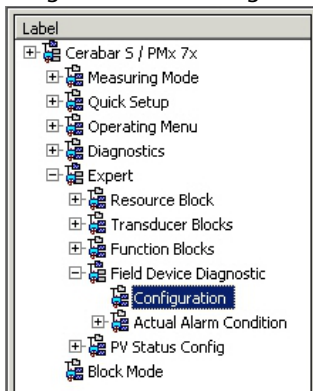 Label
Cerabar S / PMx 7x
Measuring Mode
Quick Setup
Operating Menu
Diagnostics
Expert
Resource Block
Transducer Blocks
Function Blocks
Field Device Diagnostic
Configuration
Actual Alarm Condition
PV Status Config
Block Mode